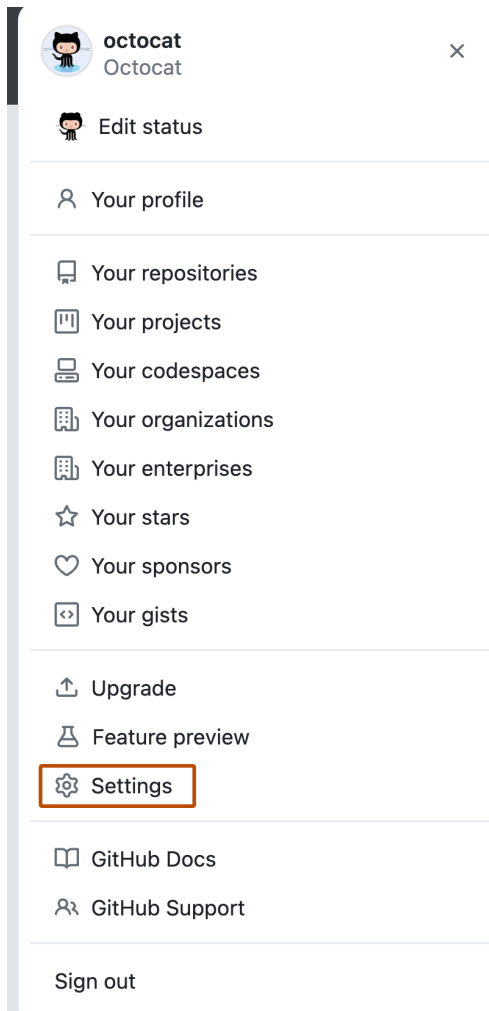 octocat
Octocat
Edit status
Your profile
Your repositories
Your projects
Your codespaces
Your organizations
Your enterprises
Your stars
Your sponsors
Your gists
Upgrade
Feature preview
Settings
GitHub Docs
GitHub Support
Sign out